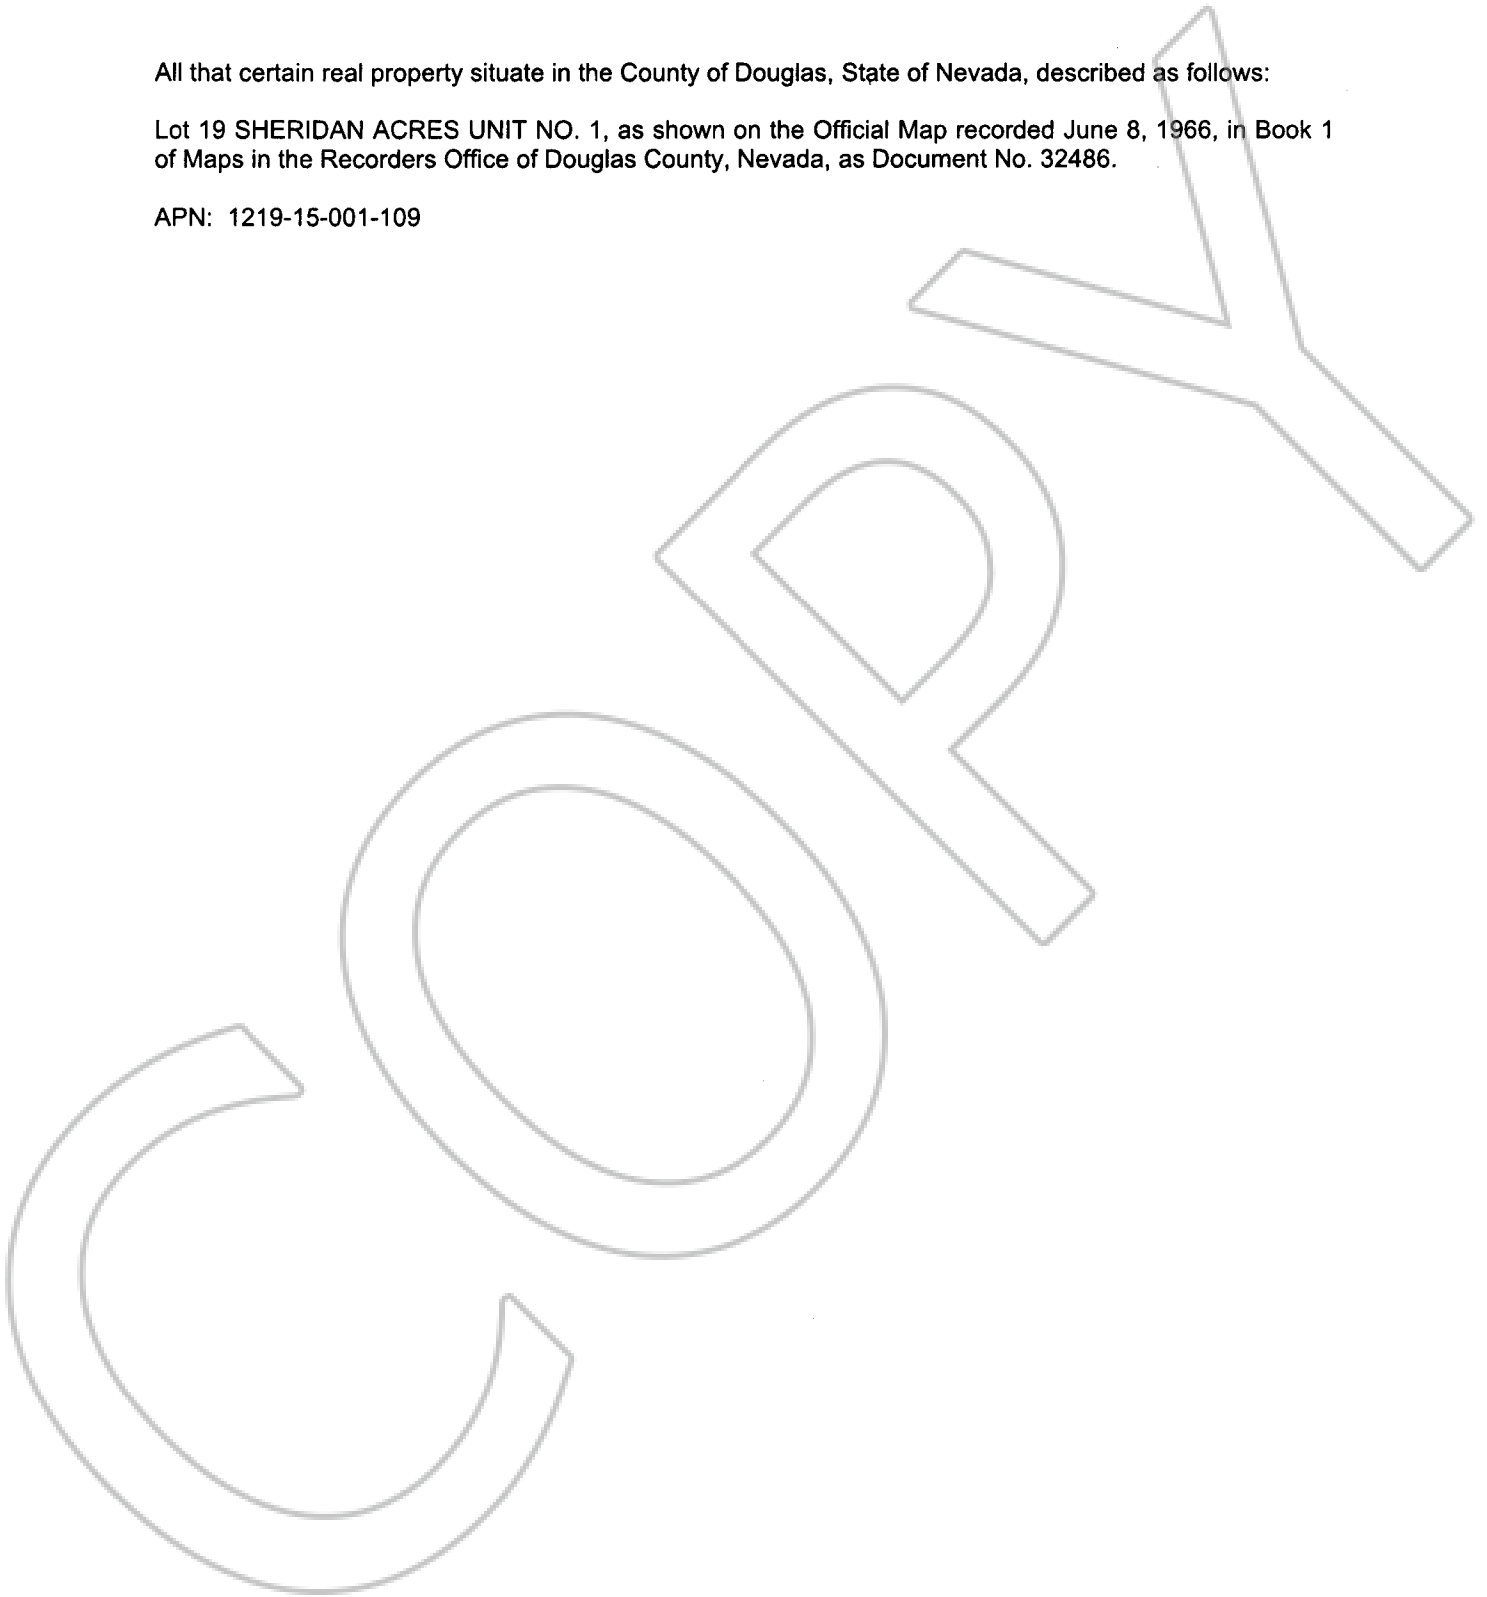 All that certain real property situate in the County of Douglas, State of Nevada, described as follows:
Lot 19 SHERIDAN ACRES UNIT NO. 1, as shown on the Official Map recorded June 8, 1966, in Book 1
of Maps in the Recorders Office of Douglas County, Nevada, as Document No. 32486.
APN: 1219-15-001-109
COPY